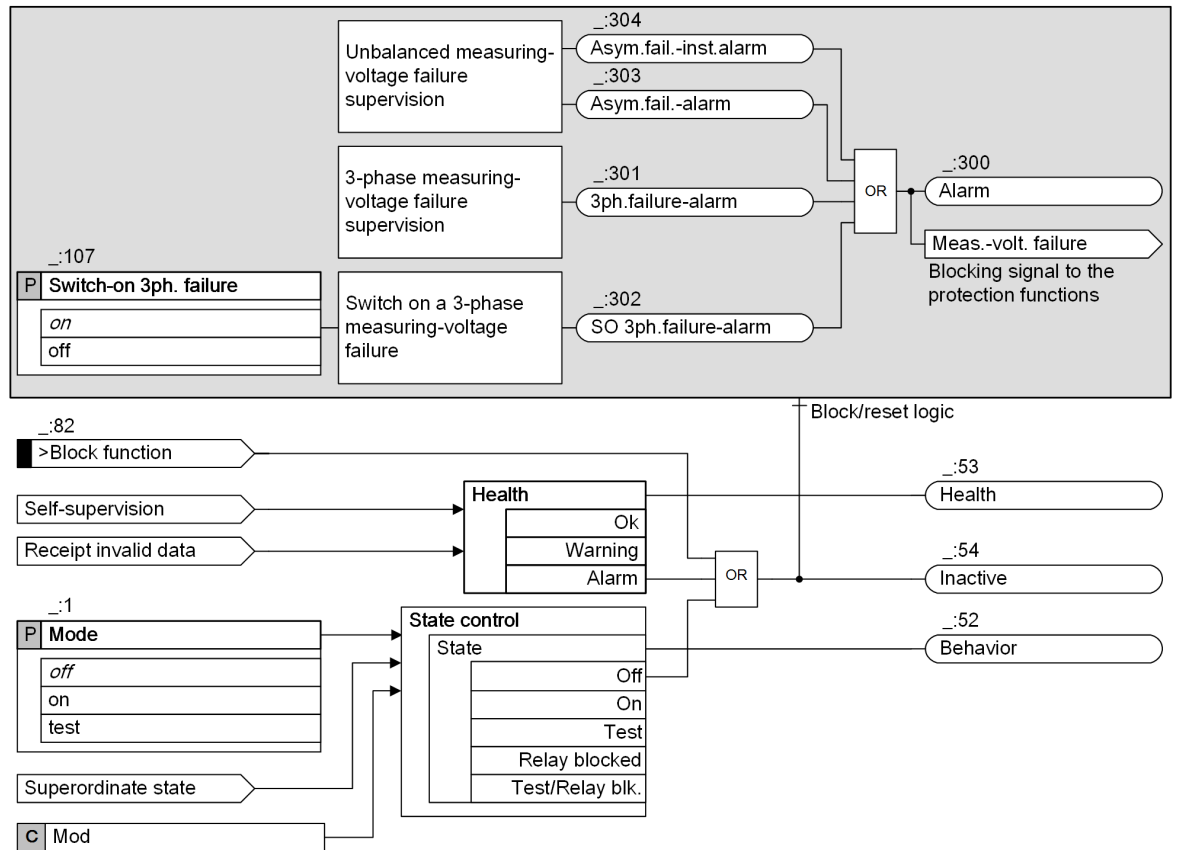 _:304
Unbalanced measuring-
voltage failure
supervision
Asym.fail.-inst.alarm
_:303
Asym.fail.-alarm
3-phase measuring-
voltage failure
supervision
_:301
3ph.failure-alarm
OR
_:300
Alarm
Meas.-volt. failure
Blocking signal to the
protection functions
_:107
P Switch-on 3ph. failure
on
off
Switch on a 3-phase
measuring-voltage
failure
_:302
SO 3ph.failure-alarm
Block/reset logic
_:82
>Block function
Self-supervision
Receipt invalid data
Health
Ok
Warning
Alarm
OR
_:53
Health
_:54
Inactive
_:52
Behavior
_:1
P Mode
off
on
test
Superordinate state
C Mod
State control
State
Off
On
Test
Relay blocked
Test/Relay blk.